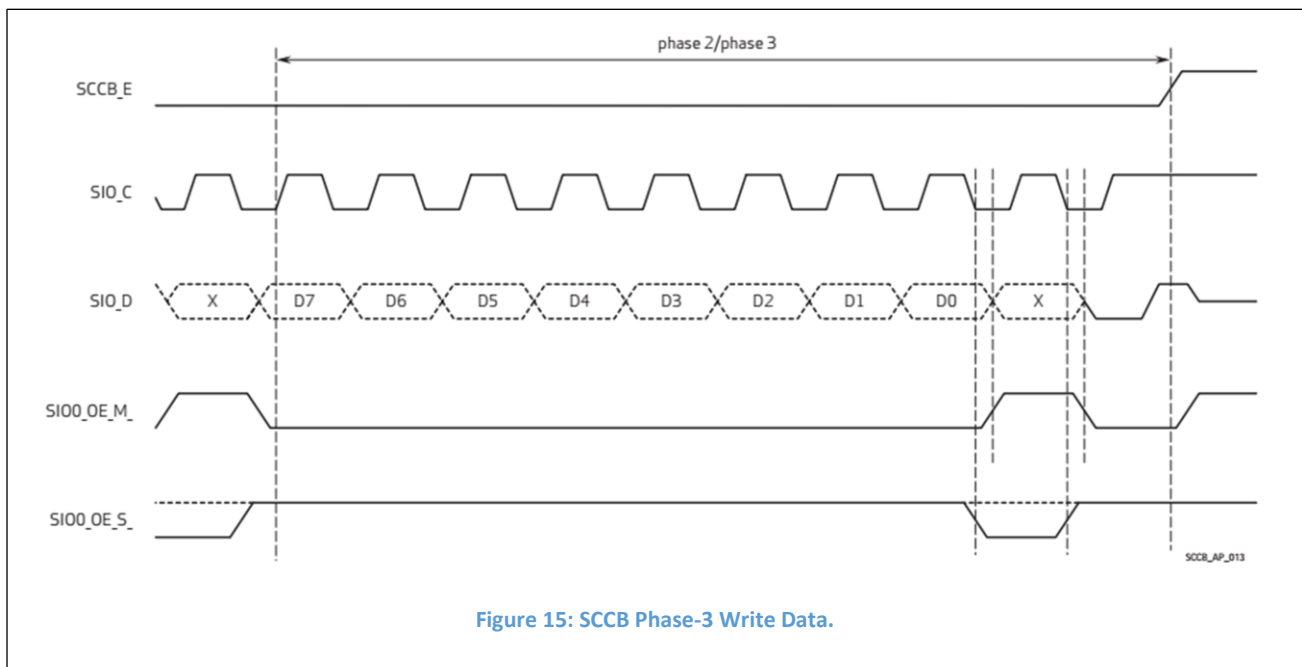 phase 2/phase 3
SCCB_E
SIO_C
SIO_D X D7 D6 D5 D4 D3 D2 D1 D0 X
SIO0_OE_M_
SIO0_OE_S_
SCCB_AP_013
Figure 15: SCCB Phase-3 Write Data.